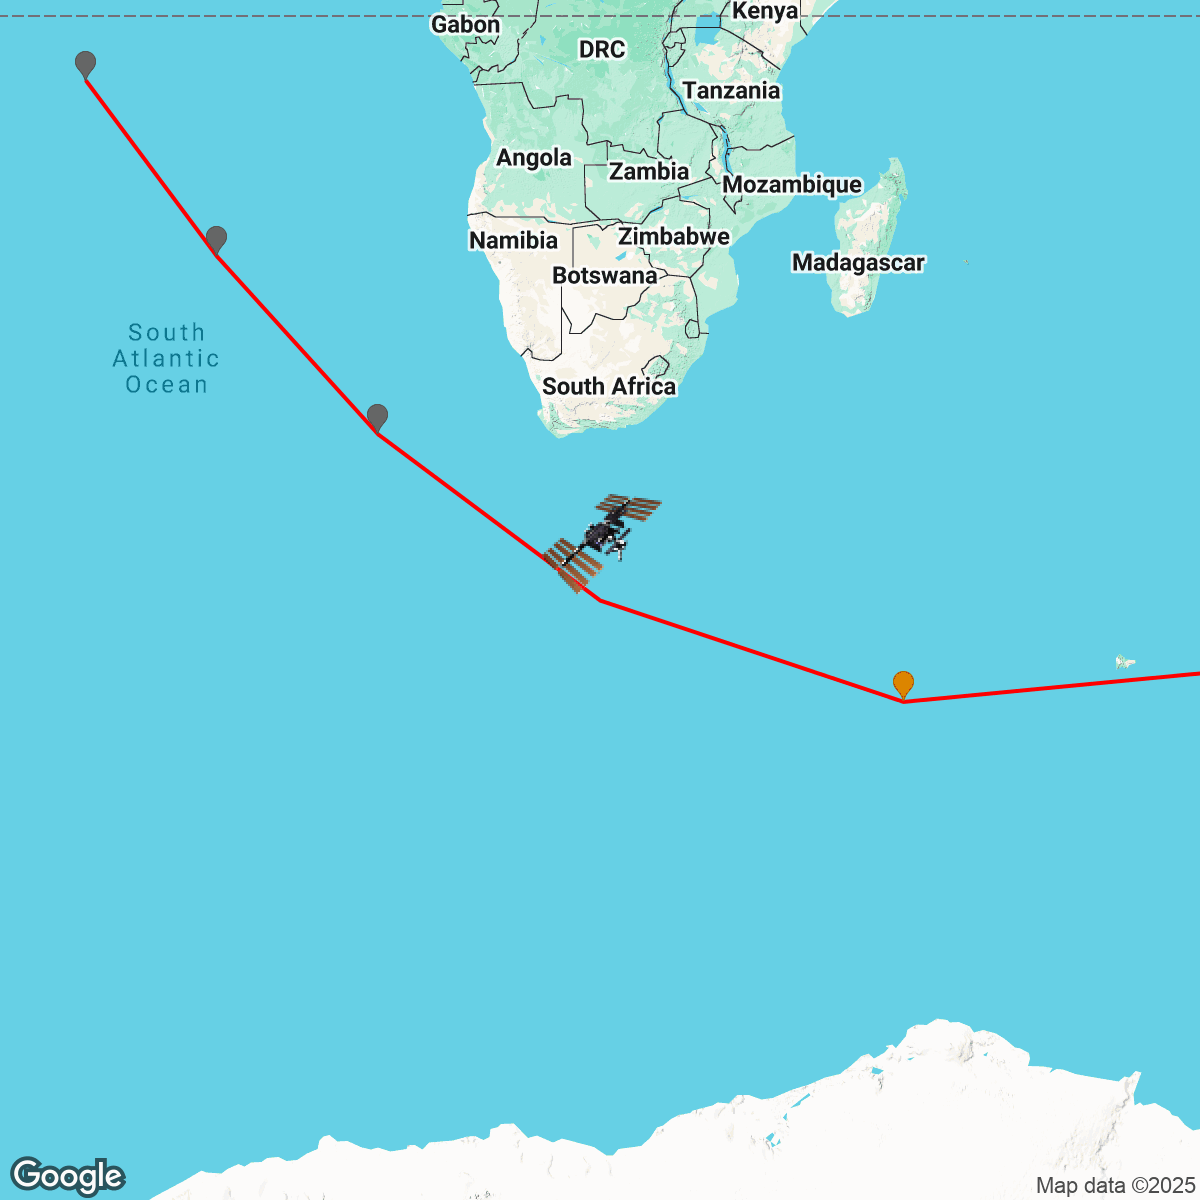 Kenya
Gabon
DRC
Tanzania
Angola
Zambia
Mozambique
Zimbabwe
Namibia
Madagascar
Botswana
South
Atlantic
Ocean
South Africa
Google
Map data ©2025